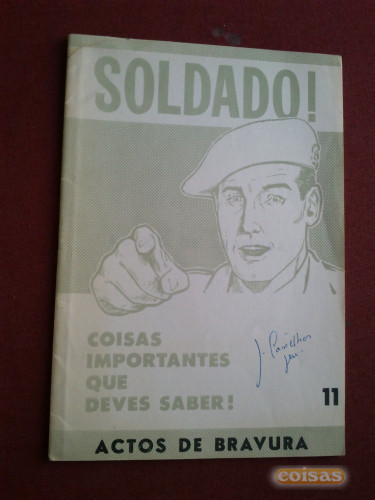 SOLDADO!
COISAS
IMPORTANTES
QUE
DEVES SABER!
11
ACTOS DE BRAVURA
coisas